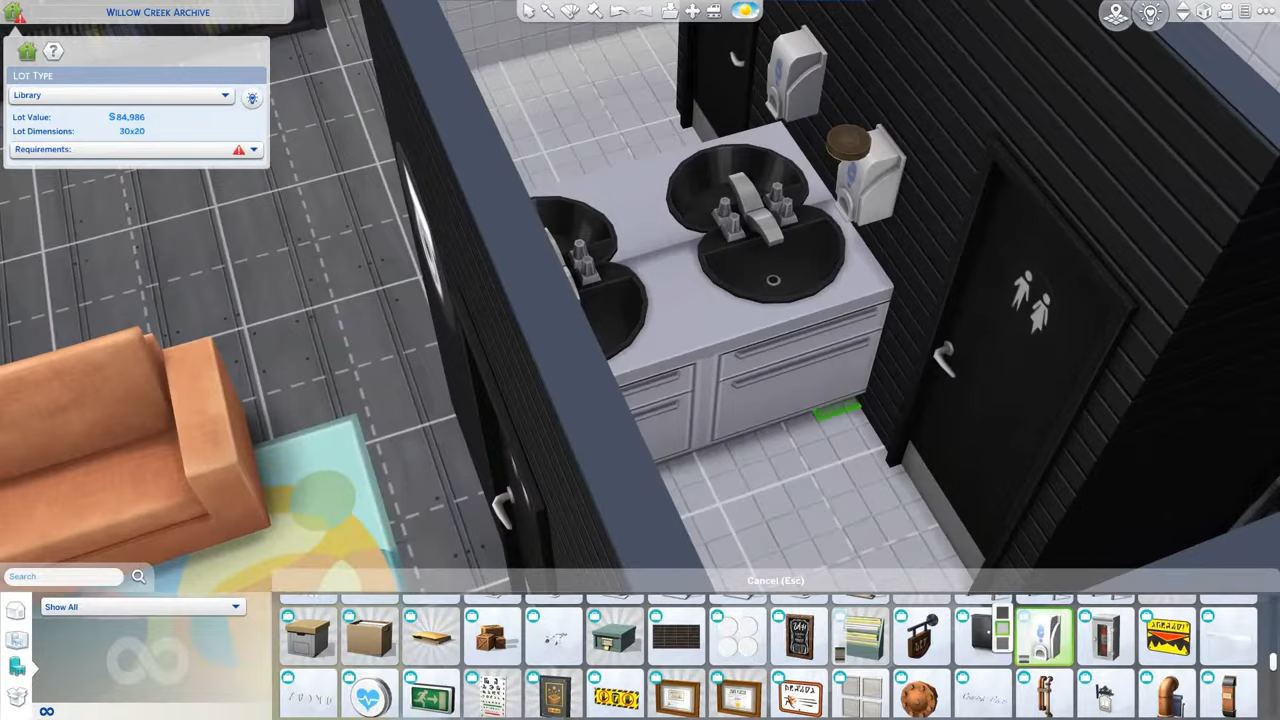 WILLOW CREEK ARCHIVE
LOT TYPE
Library
Lot Value: §84,986
Lot Dimensions: 30x20
Requirements:
Cancel (Esc)
Search
Show All